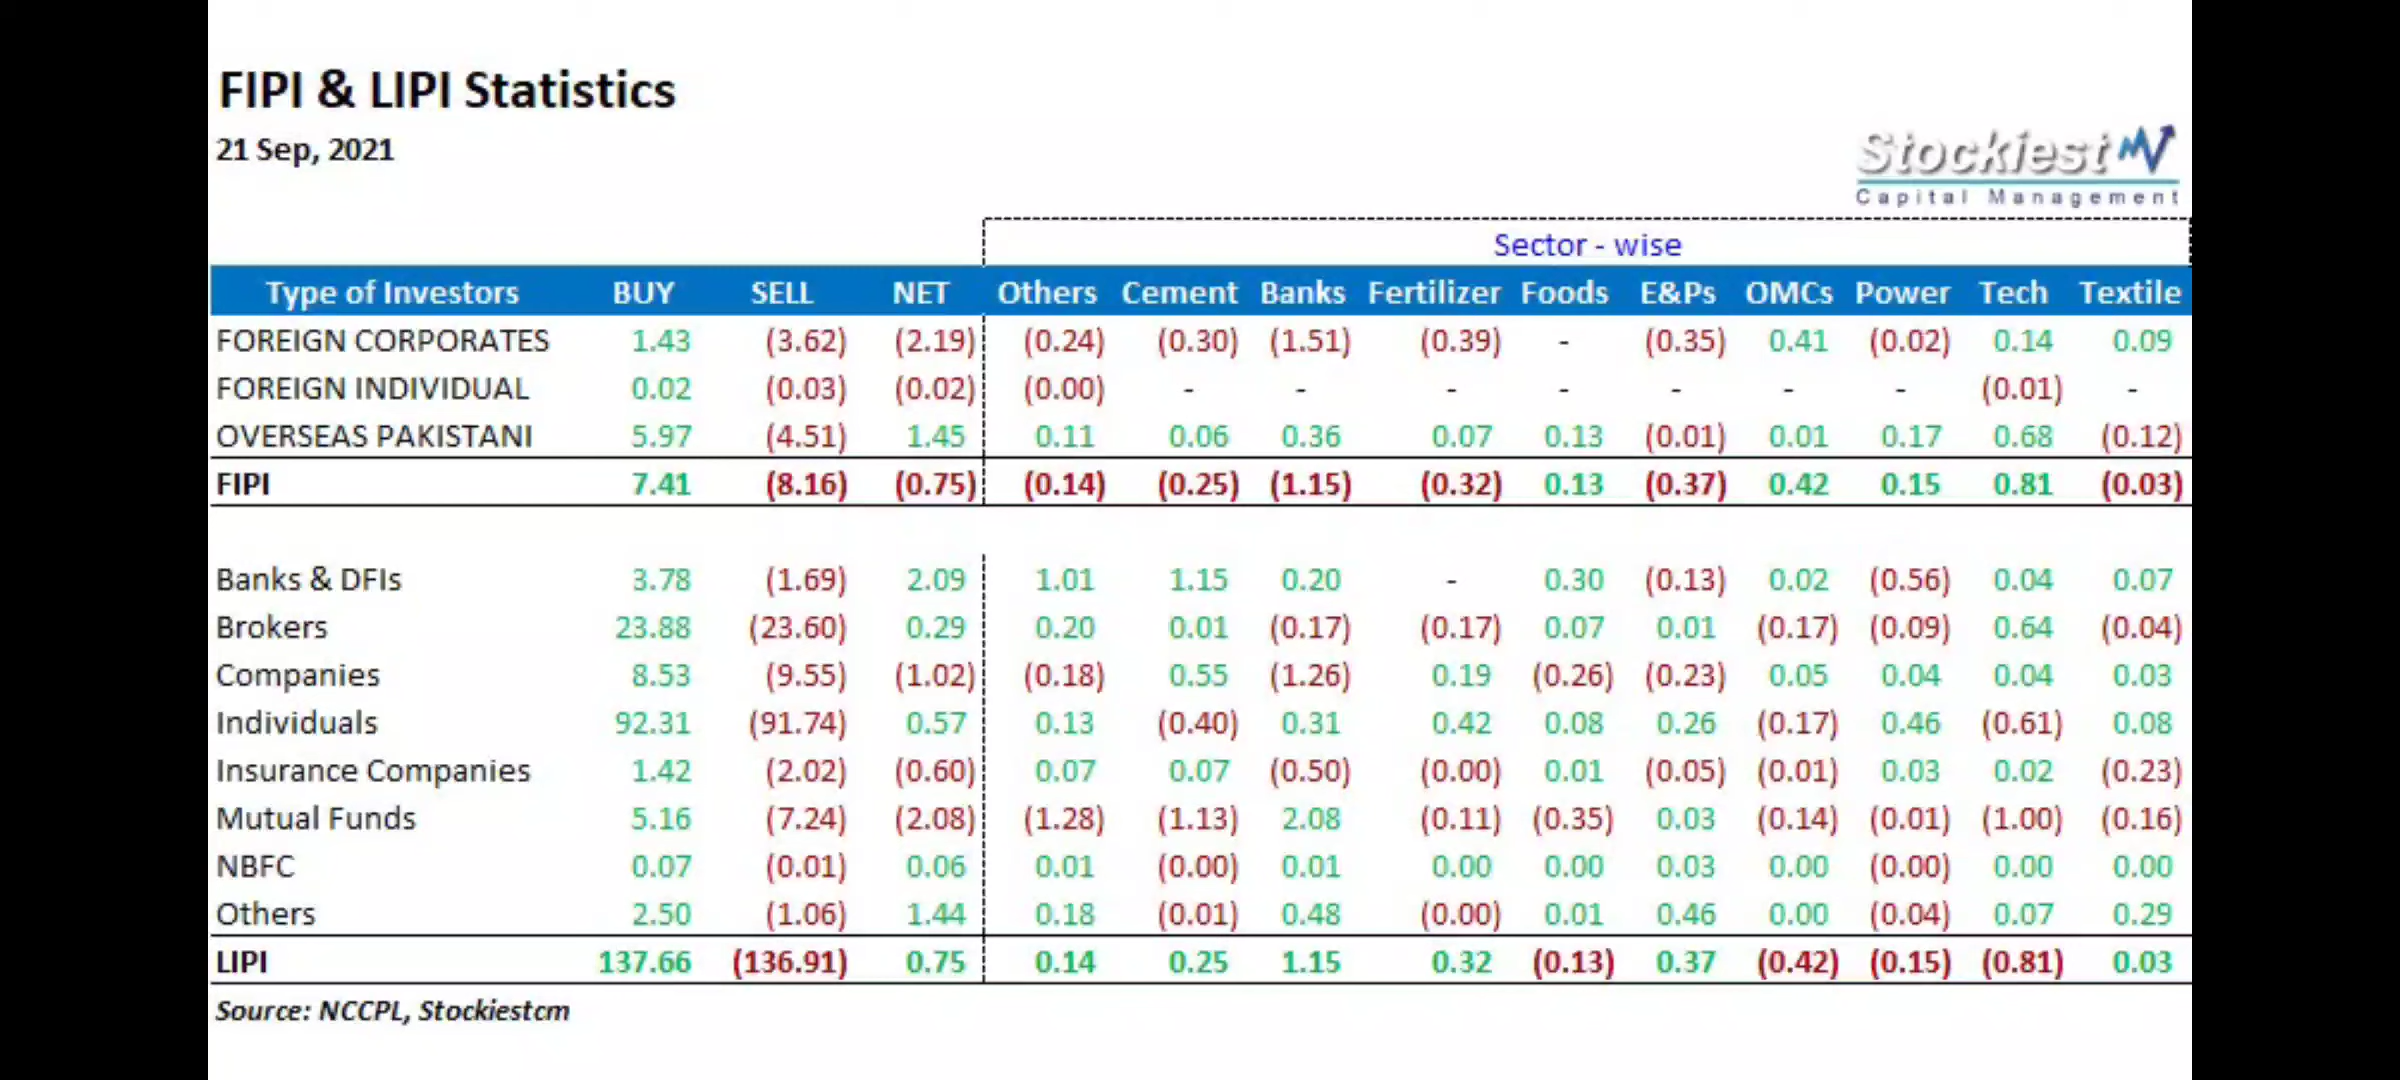 FIPI & LIPI Statistics
21 Sep, 2021
Stockiest
Capital Management
Sector - wise
Type of Investors BUY SELL NET Others Cement Banks Fertilizer Foods E&Ps OMCs Power Tech Textile
FOREIGN CORPORATES 1.43 (3.62) (2.19) (0.24) (0.30) (1.51) (0.39) - (0.35) 0.41 (0.02) 0.14 0.09
FOREIGN INDIVIDUAL 0.02 (0.03) (0.02) (0.00) - - - - - - - (0.01) -
OVERSEAS PAKISTANI 5.97 (4.51) 1.45 0.11 0.06 0.36 0.07 0.13 (0.01) 0.01 0.17 0.68 (0.12)
FIPI 7.41 (8.16) (0.75) (0.14) (0.25) (1.15) (0.32) 0.13 (0.37) 0.42 0.15 0.81 (0.03)
Banks & DFIs 3.78 (1.69) 2.09 1.01 1.15 0.20 - 0.30 (0.13) 0.02 (0.56) 0.04 0.07
Brokers 23.88 (23.60) 0.29 0.20 0.01 (0.17) (0.17) 0.07 0.01 (0.17) (0.09) 0.64 (0.04)
Companies 8.53 (9.55) (1.02) (0.18) 0.55 (1.26) 0.19 (0.26) (0.23) 0.05 0.04 0.04 0.03
Individuals 92.31 (91.74) 0.57 0.13 (0.40) 0.31 0.42 0.08 0.26 (0.17) 0.46 (0.61) 0.08
Insurance Companies 1.42 (2.02) (0.60) 0.07 0.07 (0.50) (0.00) 0.01 (0.05) (0.01) 0.03 0.02 (0.23)
Mutual Funds 5.16 (7.24) (2.08) (1.28) (1.13) 2.08 (0.11) (0.35) 0.03 (0.14) (0.01) (1.00) (0.16)
NBFC 0.07 (0.01) 0.06 0.01 (0.00) 0.01 0.00 0.00 0.03 0.00 (0.00) 0.00 0.00
Others 2.50 (1.06) 1.44 0.18 (0.01) 0.48 (0.00) 0.01 0.46 0.00 (0.04) 0.07 0.29
LIPI 137.66 (136.91) 0.75 0.14 0.25 1.15 0.32 (0.13) 0.37 (0.42) (0.15) (0.81) 0.03
Source: NCCPL, Stockiestcm